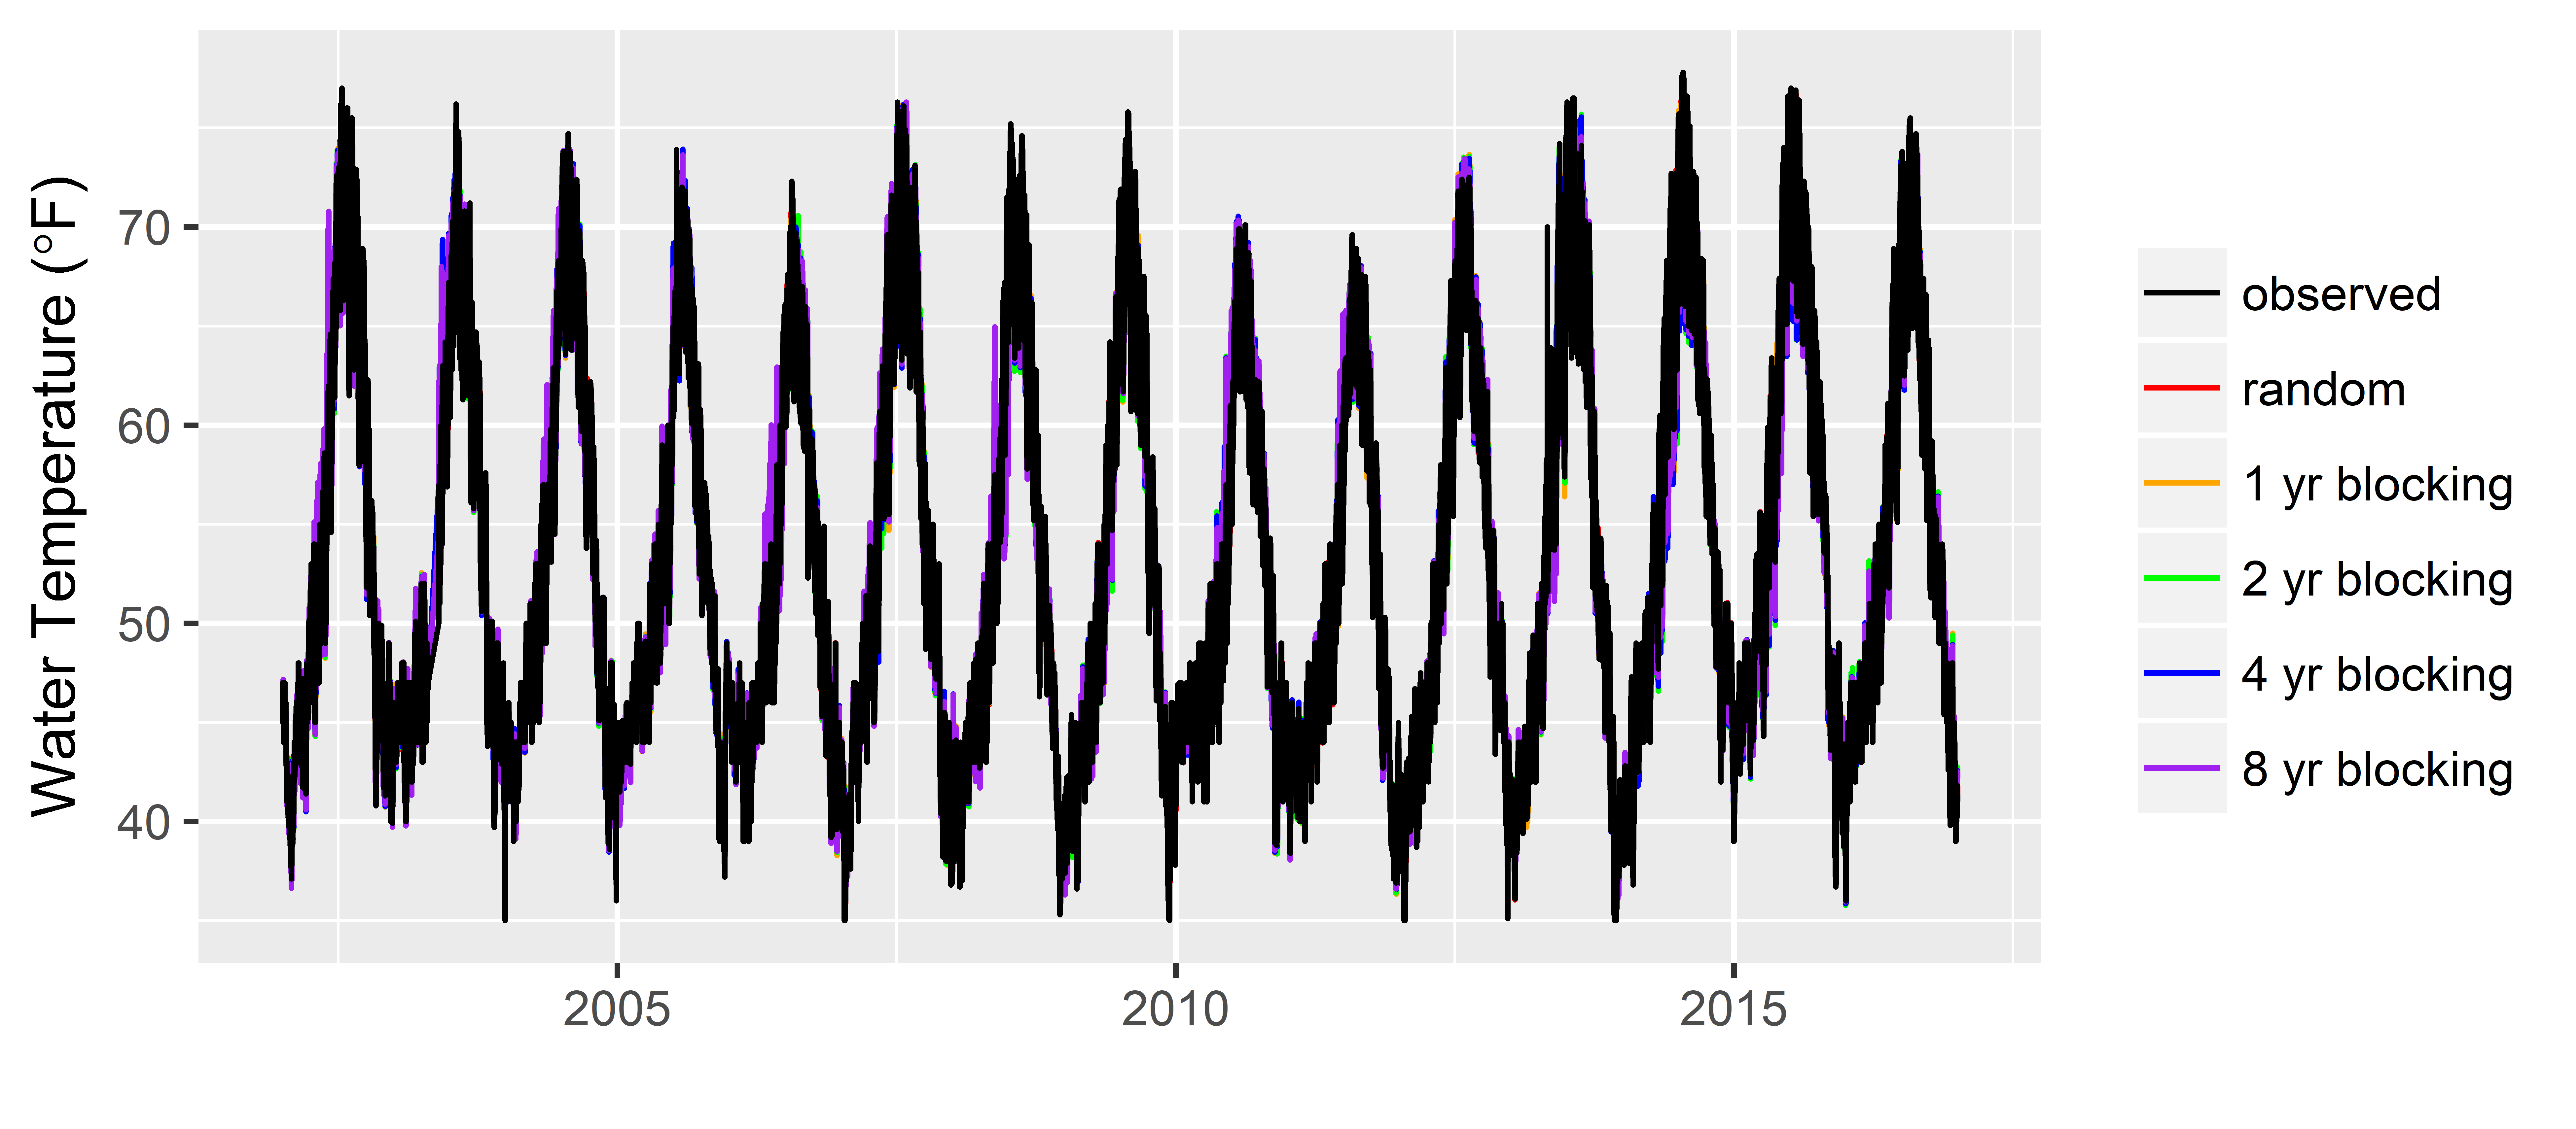 Water Temperature (°F)
70
60
50
40
2005
2010
2015
observed
random
1 yr blocking
2 yr blocking
4 yr blocking
8 yr blocking